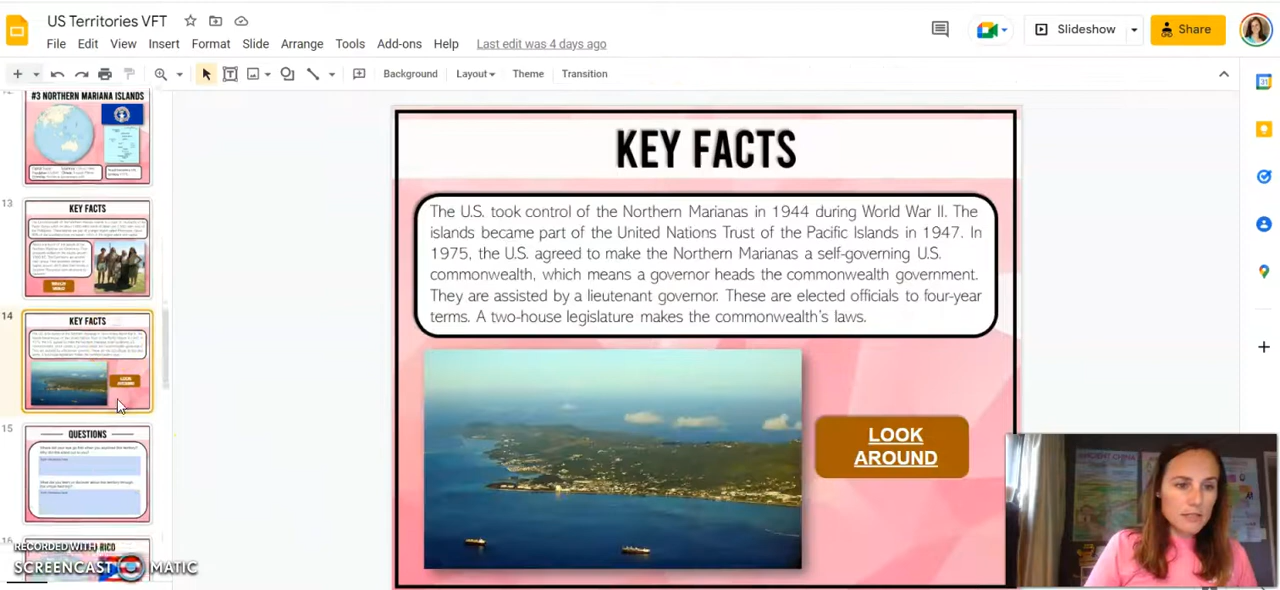 US Territories VFT
File Edit View Insert Format Slide Arrange Tools Add-ons Help Last edit was 4 days ago
Slideshow
Share
Background Layout Theme Transition
31
#3 NORTHERN MARIANA ISLANDS
13
KEY FACTS
14
KEY FACTS
LOOK
AROUND
15
QUESTIONS
RICO
RECORDED WITH
SCREENCAST MATIC
KEY FACTS
The U.S. took control of the Northern Marianas in 1944 during World War II. The
islands became part of the United Nations Trust of the Pacific Islands in 1947. In
1975, the U.S. agreed to make the Northern Marianas a self-governing U.S.
commonwealth, which means a governor heads the commonwealth government.
They are assisted by a lieutenant governor. These are elected officials to four-year
terms. A two-house legislature makes the commonwealth's laws.
LOOK
AROUND
ANCIENT CHINA